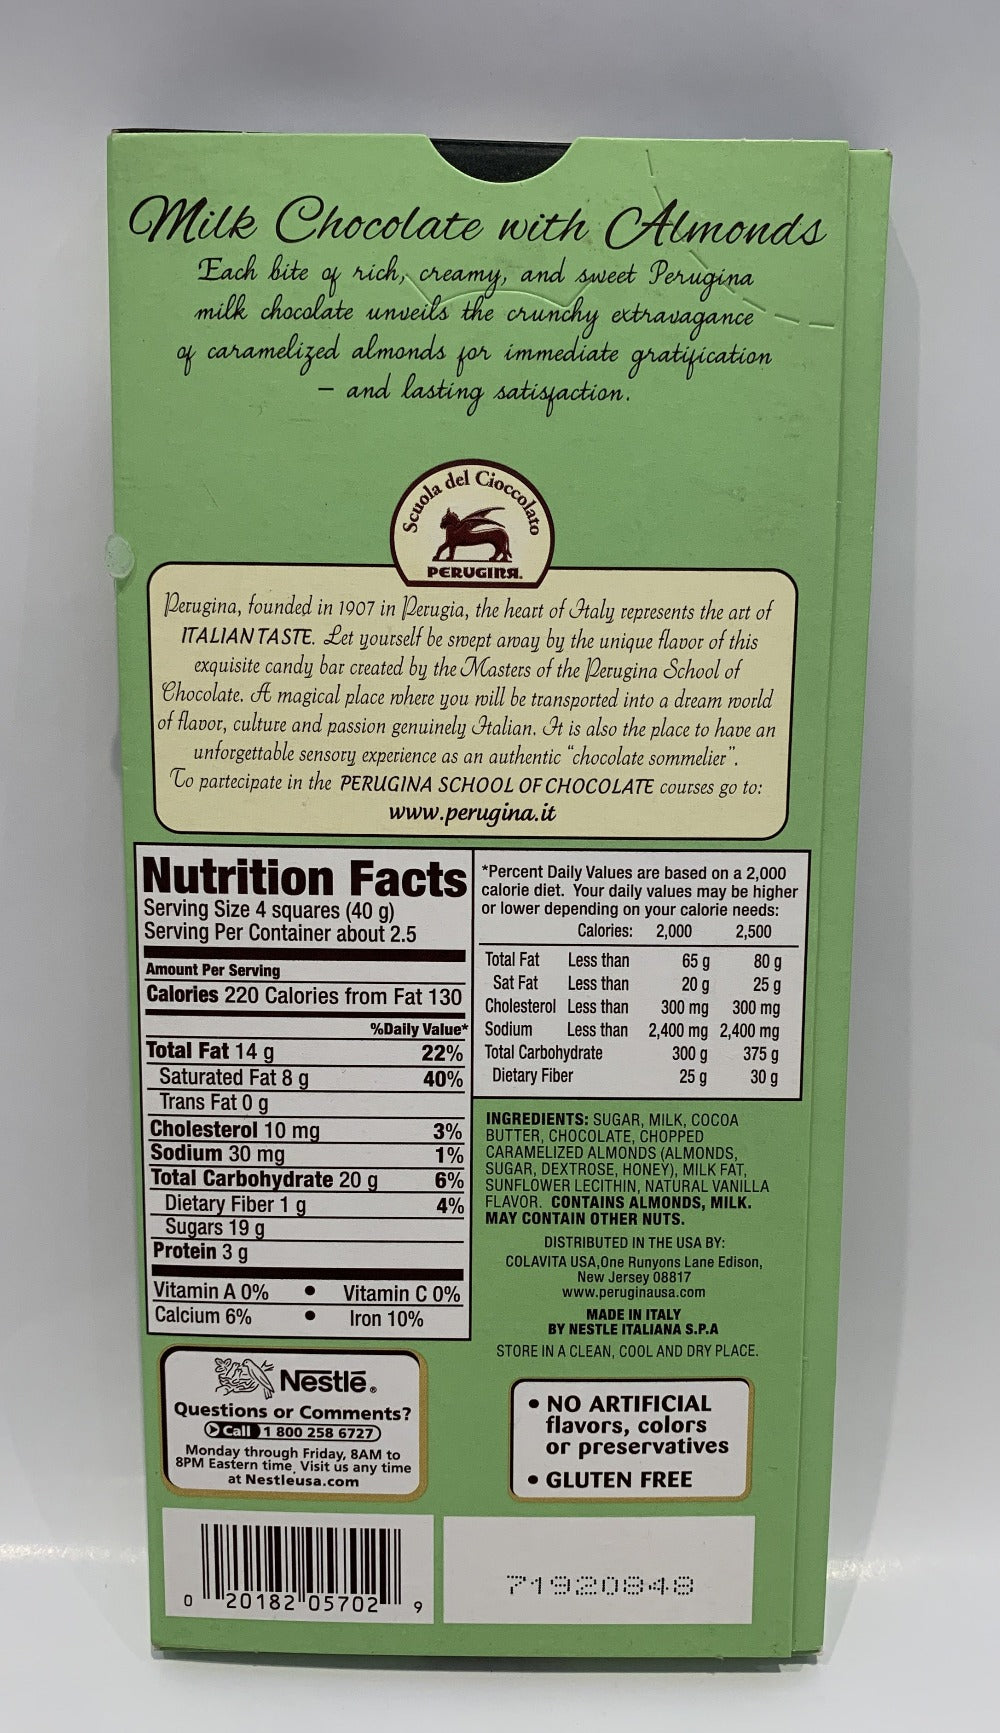 Milk Chocolate with Almonds
Each bite of rich, creamy, and sweet Perugina
milk chocolate unveils the crunchy extravagance
of caramelized almonds for immediate gratification
– and lasting satisfaction.
Scuola del Cioccolato
PERUGINA.
Perugina, founded in 1907 in Perugia, the heart of Italy represents the art of
ITALIAN TASTE. Let yourself be swept away by the unique flavor of this
exquisite candy bar created by the Masters of the Perugina School of
Chocolate. A magical place where you will be transported into a dream world
of flavor, culture and passion genuinely Italian. It is also the place to have an
unforgettable sensory experience as an authentic "chocolate sommelier".
To partecipate in the PERUGINA SCHOOL OF CHOCOLATE courses go to:
www.perugina.it
Nutrition Facts
Serving Size 4 squares (40 g)
Serving Per Container about 2.5
Amount Per Serving
Calories 220 Calories from Fat 130
%Daily Value*
Total Fat 14 g 22%
Saturated Fat 8 g 40%
Trans Fat 0 g
Cholesterol 10 mg 3%
Sodium 30 mg 1%
Total Carbohydrate 20 g 6%
Dietary Fiber 1 g 4%
Sugars 19 g
Protein 3 g
Vitamin A 0% • Vitamin C 0%
Calcium 6% • Iron 10%
*Percent Daily Values are based on a 2,000
calorie diet. Your daily values may be higher
or lower depending on your calorie needs:
Calories: 2,000 2,500
Total Fat Less than 65 g 80 g
Sat Fat Less than 20 g 25 g
Cholesterol Less than 300 mg 300 mg
Sodium Less than 2,400 mg 2,400 mg
Total Carbohydrate 300 g 375 g
Dietary Fiber 25 g 30 g
INGREDIENTS: SUGAR, MILK, COCOA
BUTTER, CHOCOLATE, CHOPPED
CARAMELIZED ALMONDS (ALMONDS,
SUGAR, DEXTROSE, HONEY), MILK FAT,
SUNFLOWER LECITHIN, NATURAL VANILLA
FLAVOR. CONTAINS ALMONDS, MILK.
MAY CONTAIN OTHER NUTS.
DISTRIBUTED IN THE USA BY:
COLAVITA USA,One Runyons Lane Edison,
New Jersey 08817
www.peruginausa.com
MADE IN ITALY
BY NESTLE ITALIANA S.P.A
STORE IN A CLEAN, COOL AND DRY PLACE.
Nestlē®
Questions or Comments?
Call 1 800 258 6727
Monday through Friday, 8AM to
8PM Eastern time. Visit us any time
at Nestleusa.com
• NO ARTIFICIAL
flavors, colors
or preservatives
• GLUTEN FREE
0 20182 05702 9
71920848